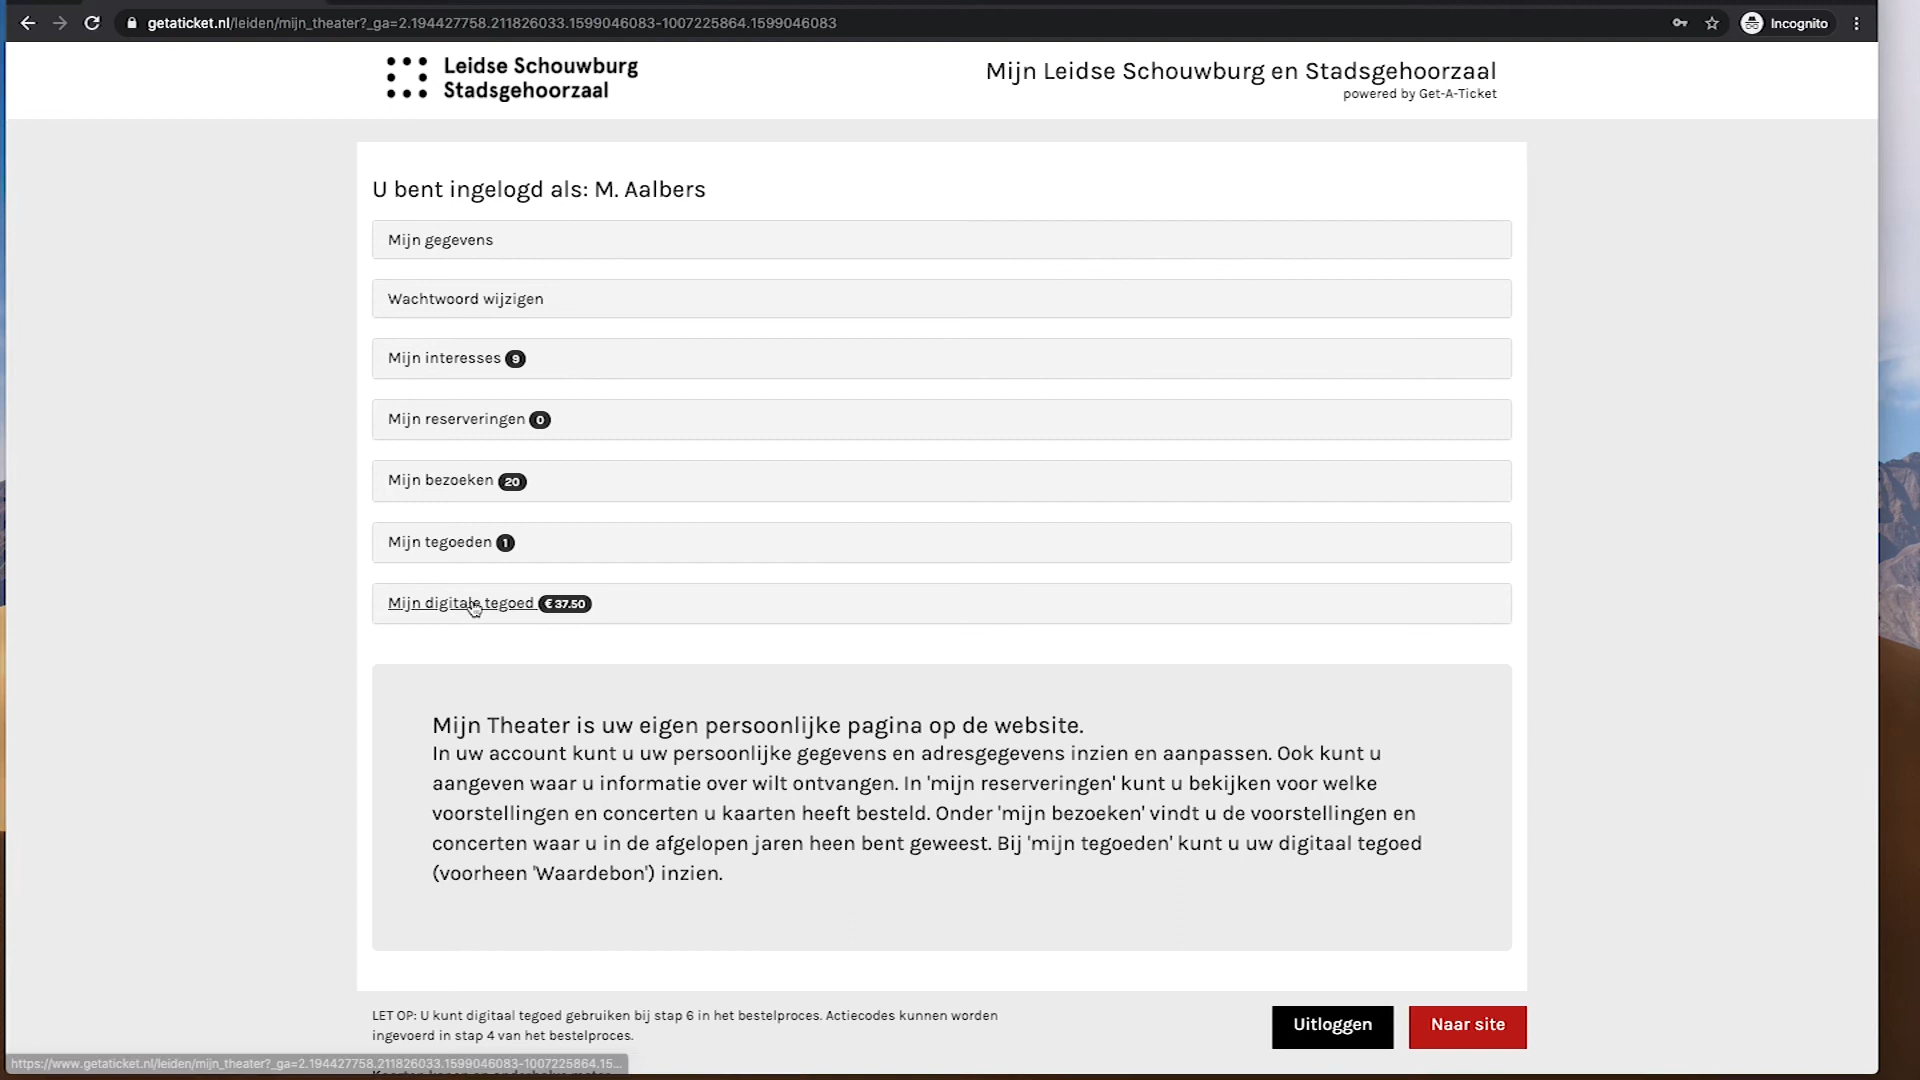 getaticket.nl/leiden/mijn_theater?_ga=2.194427758.211826033.1599046083-1007225864.1599046083
Incognito
Leidse Schouwburg
Stadsgehoorzaal
Mijn Leidse Schouwburg en Stadsgehoorzaal
powered by Get-A-Ticket
U bent ingelogd als: M. Aalbers
Mijn gegevens
Wachtwoord wijzigen
Mijn interesses 9
Mijn reserveringen 0
Mijn bezoeken 20
Mijn tegoeden 1
Mijn digitale tegoed € 37.50
Mijn Theater is uw eigen persoonlijke pagina op de website.
In uw account kunt u uw persoonlijke gegevens en adresgegevens inzien en aanpassen. Ook kunt u
aangeven waar u informatie over wilt ontvangen. In 'mijn reserveringen' kunt u bekijken voor welke
voorstellingen en concerten u kaarten heeft besteld. Onder 'mijn bezoeken' vindt u de voorstellingen en
concerten waar u in de afgelopen jaren heen bent geweest. Bij 'mijn tegoeden' kunt u uw digitaal tegoed
(voorheen 'Waardebon') inzien.
LET OP: U kunt digitaal tegoed gebruiken bij stap 6 in het bestelproces. Actiecodes kunnen worden
ingevoerd in stap 4 van het bestelproces.
Uitloggen
Naar site
https://www.getaticket.nl/leiden/mijn_theater?_ga=2.194427758.211826033.1599046083-1007225864.15...